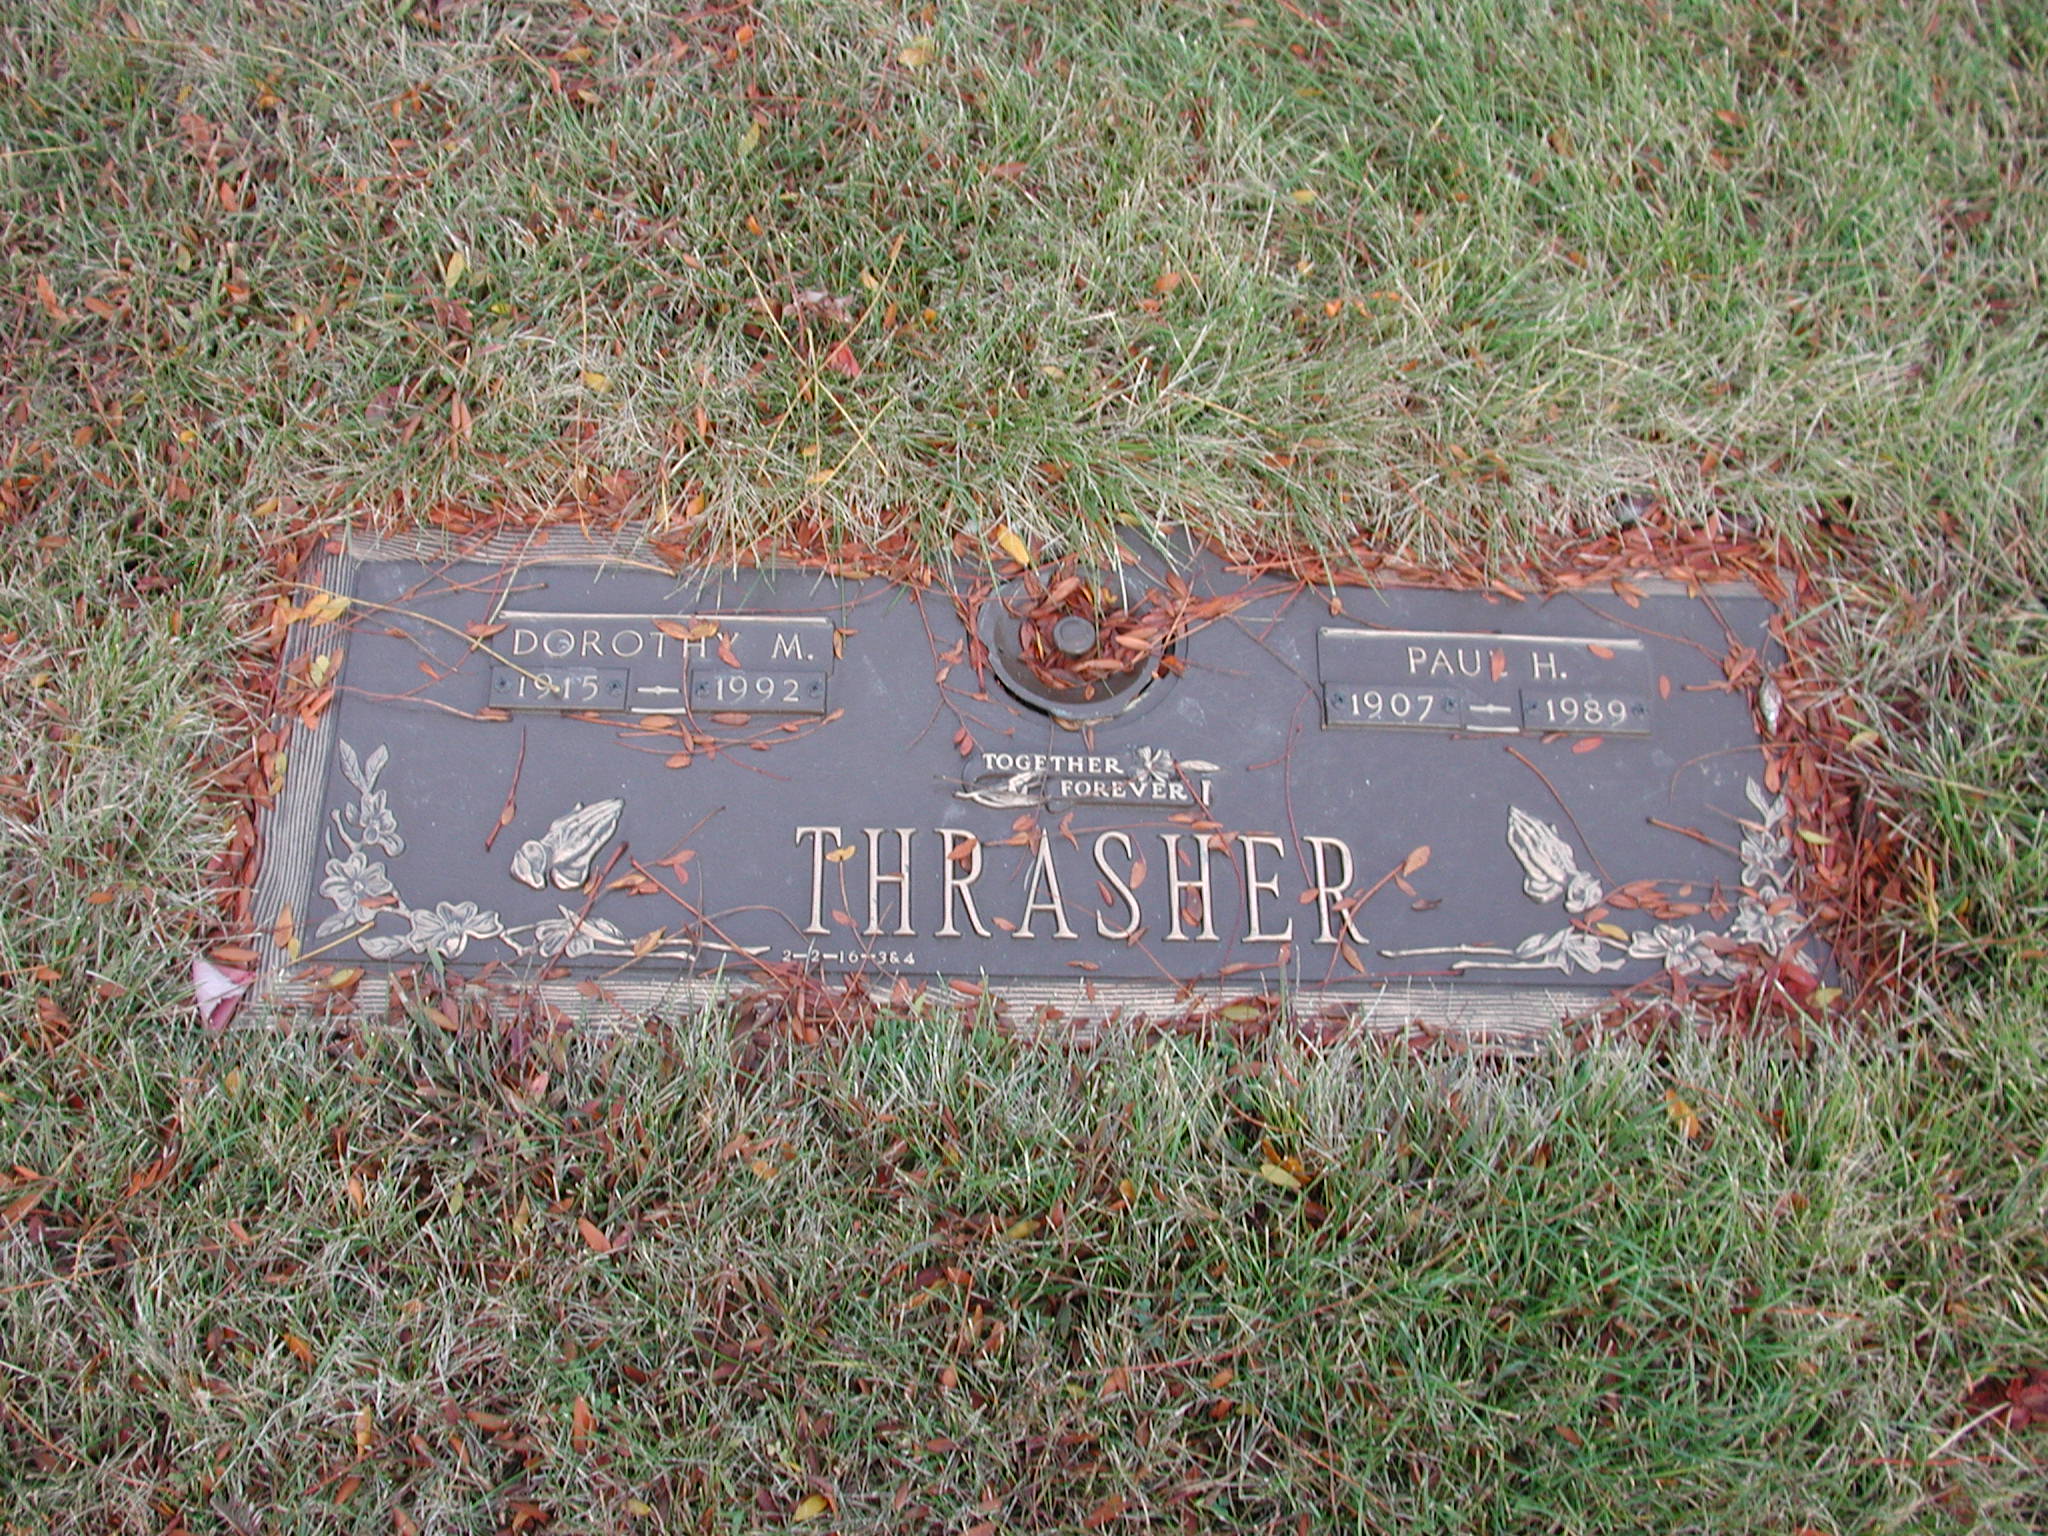 DOROTHY M.
1915 — 1992
PAUL H.
1907 — 1989
TOGETHER
FOREVER
THRASHER
2-2-16-3&4